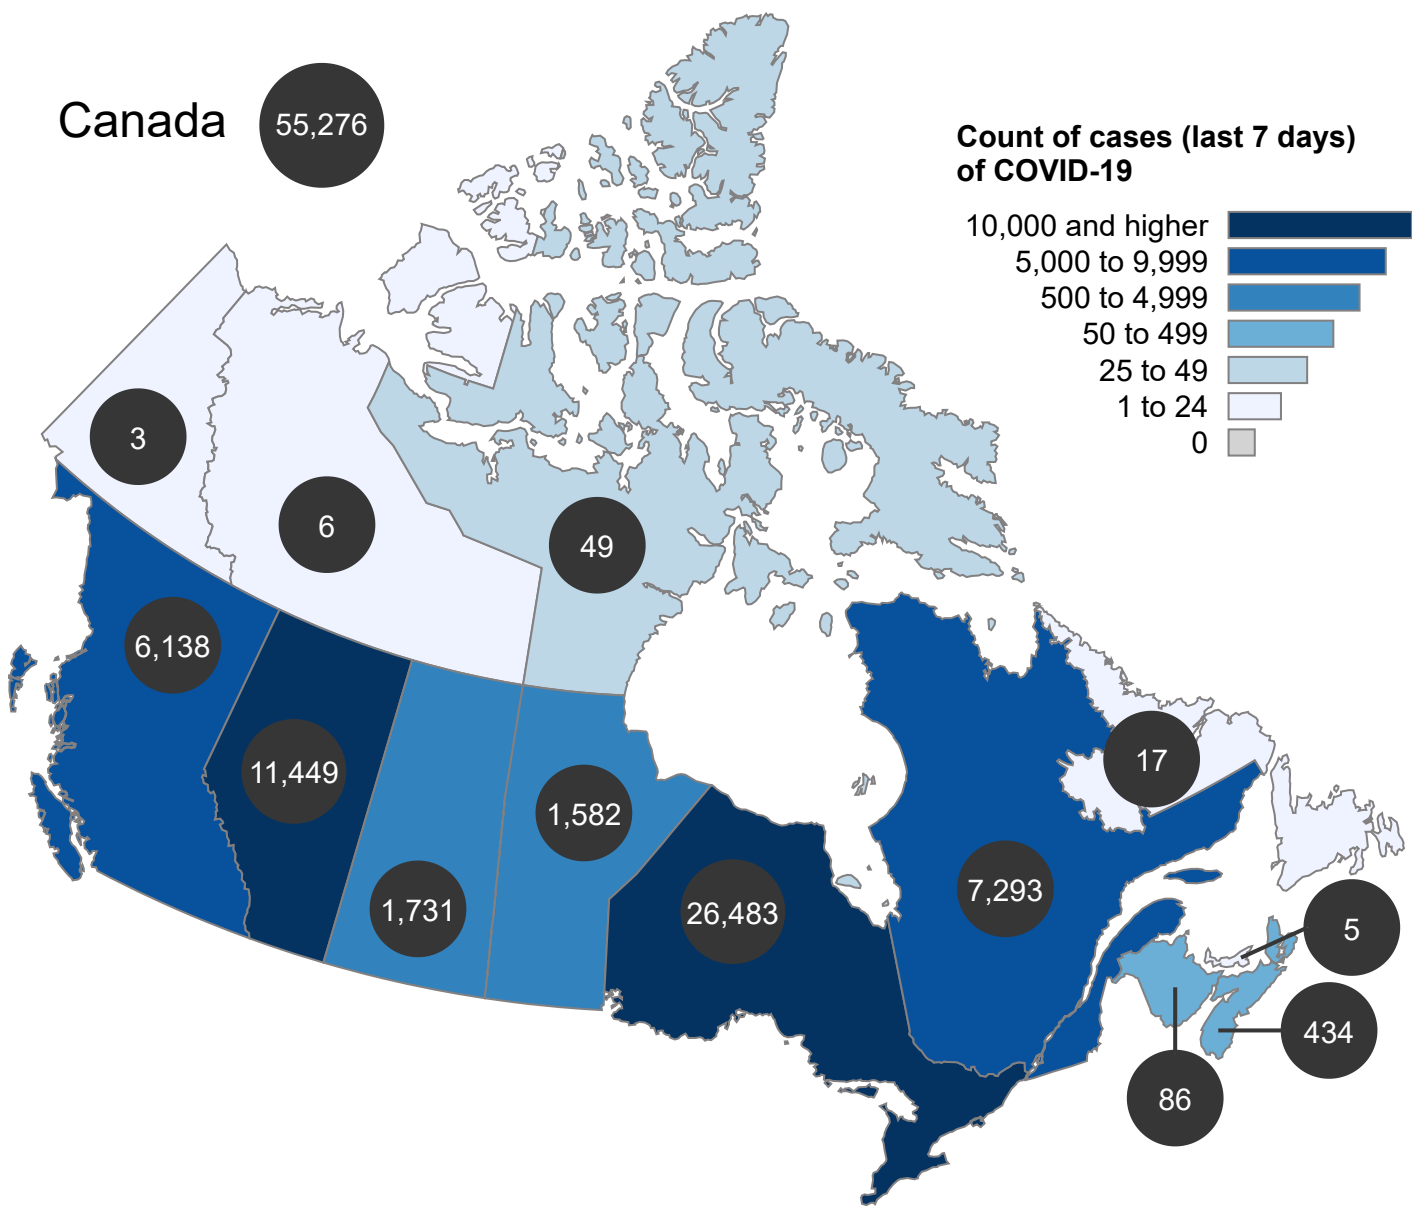 Canada
55,276
Count of cases (last 7 days)
of COVID-19
10,000 and higher
5,000 to 9,999
500 to 4,999
50 to 499
25 to 49
1 to 24
0
3
6
49
6,138
11,449
1,731
1,582
26,483
7,293
17
5
434
86